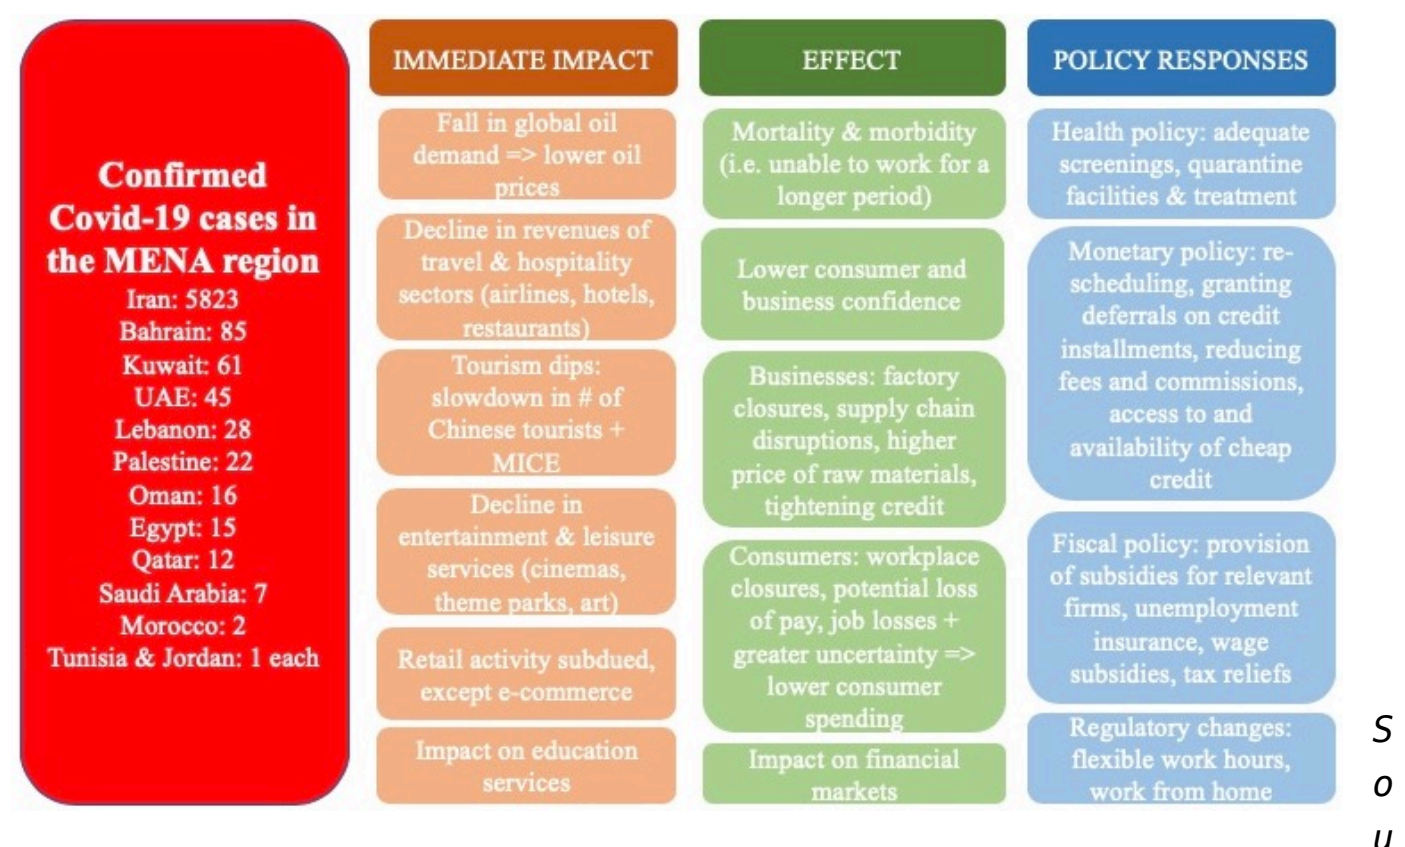 Confirmed
Covid-19 cases in
the MENA region
Iran: 5823
Bahrain: 85
Kuwait: 61
UAE: 45
Lebanon: 28
Palestine: 22
Oman: 16
Egypt: 15
Qatar: 12
Saudi Arabia: 7
Morocco: 2
Tunisia & Jordan: 1 each
IMMEDIATE IMPACT
Fall in global oil
demand => lower oil
prices
Decline in revenues of
travel & hospitality
sectors (airlines, hotels,
restaurants)
Tourism dips:
slowdown in # of
Chinese tourists +
MICE
Decline in
entertainment & leisure
services (cinemas,
theme parks, art)
Retail activity subdued,
except e-commerce
Impact on education
services
EFFECT
Mortality & morbidity
(i.e. unable to work for a
longer period)
Lower consumer and
business confidence
Businesses: factory
closures, supply chain
disruptions, higher
price of raw materials,
tightening credit
Consumers: workplace
closures, potential loss
of pay, job losses +
greater uncertainty =>
lower consumer
spending
Impact on financial
markets
POLICY RESPONSES
Health policy: adequate
screenings, quarantine
facilities & treatment
Monetary policy: re-
scheduling, granting
deferrals on credit
installments, reducing
fees and commissions,
access to and
availability of cheap
credit
Fiscal policy: provision
of subsidies for relevant
firms, unemployment
insurance, wage
subsidies, tax reliefs
Regulatory changes:
flexible work hours,
work from home
S
o
u